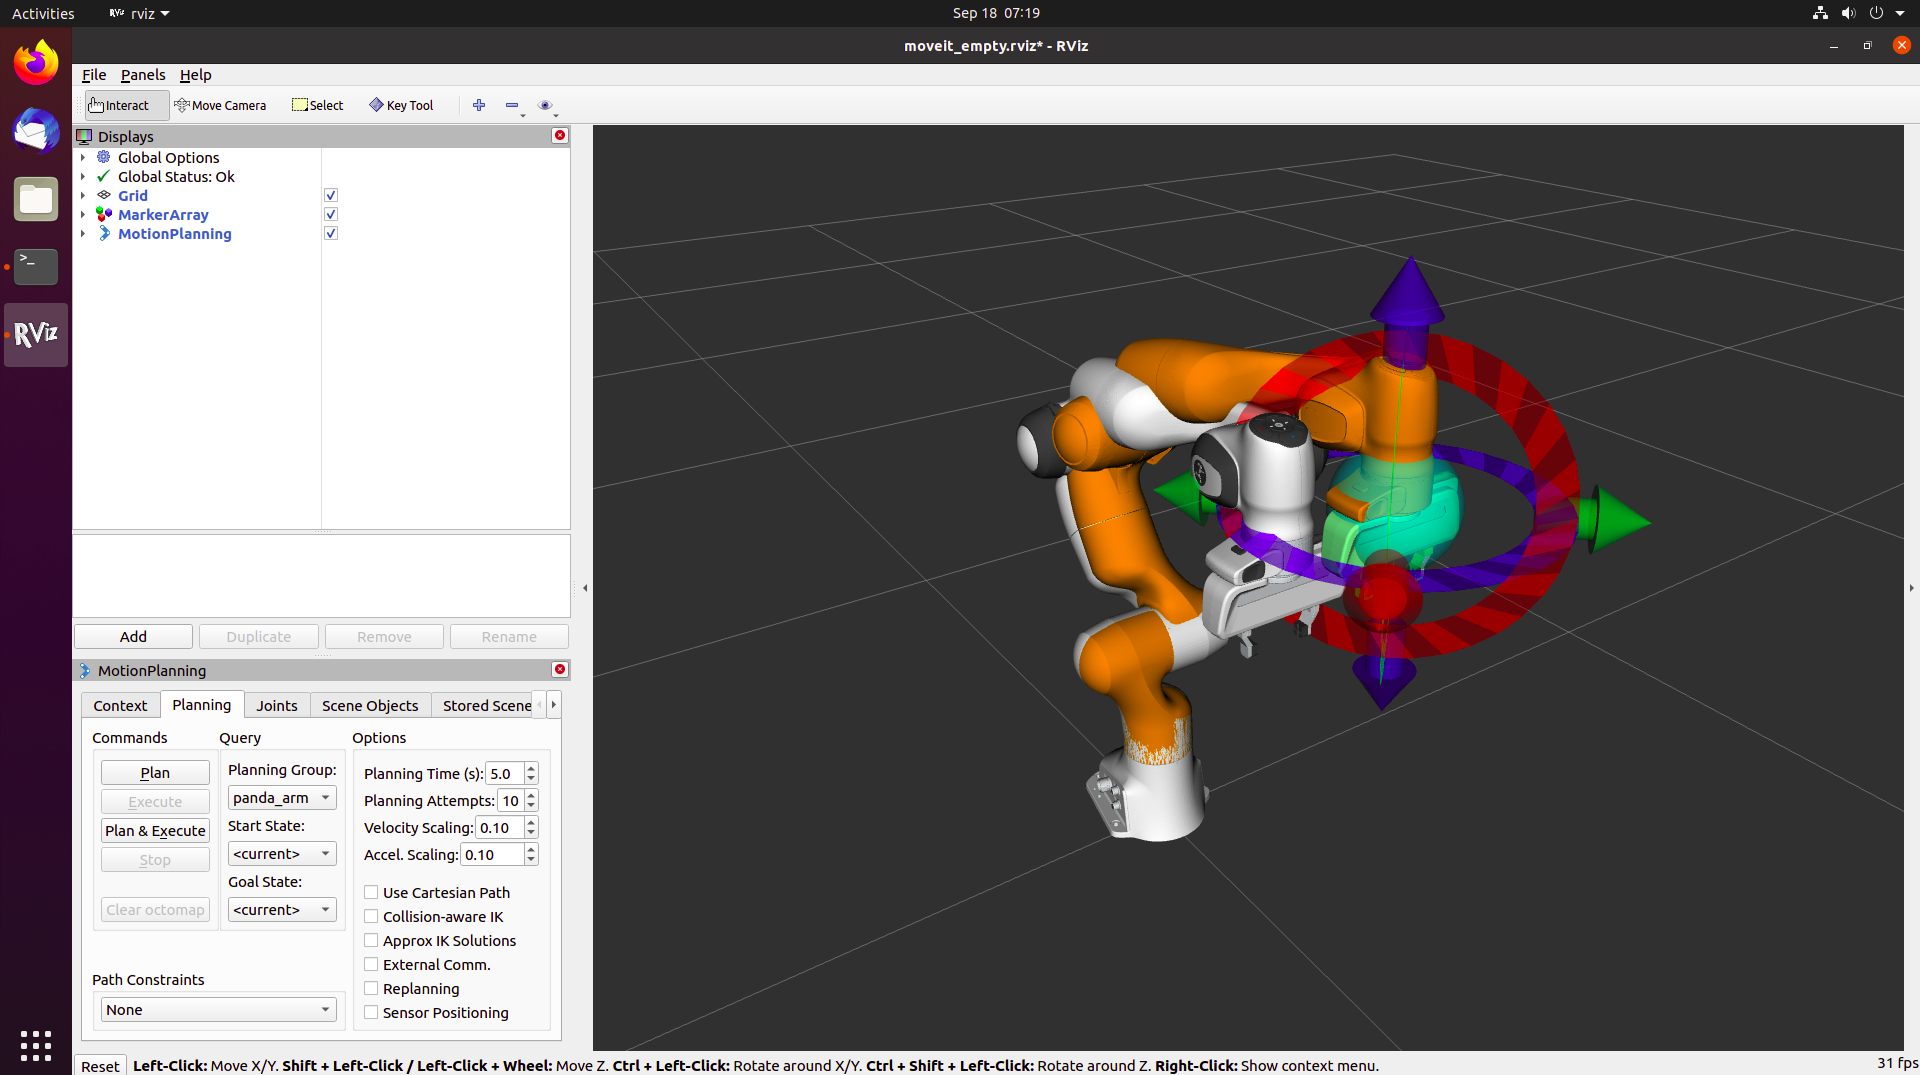 Activities
RViz
rviz
Sep 18 07:19
moveit_empty.rviz* - RViz
File Panels Help
Interact
Move Camera
Select
Key Tool
Displays
Global Options
Global Status: Ok
Grid
MarkerArray
MotionPlanning
>_
RViz
Add
Duplicate
Remove
Rename
MotionPlanning
Context
Planning
Joints
Scene Objects
Stored Scene
Commands
Query
Options
Plan
Execute
Plan & Execute
Stop
Clear octomap
Planning Group:
panda_arm
Start State:
<current>
Goal State:
<current>
Planning Time (s): 5.0
Planning Attempts: 10
Velocity Scaling: 0.10
Accel. Scaling: 0.10
Use Cartesian Path
Collision-aware IK
Approx IK Solutions
External Comm.
Replanning
Sensor Positioning
Path Constraints
None
Reset
Left-Click: Move X/Y. Shift + Left-Click / Left-Click + Wheel: Move Z. Ctrl + Left-Click: Rotate around X/Y. Ctrl + Shift + Left-Click: Rotate around Z. Right-Click: Show context menu.
31 fps